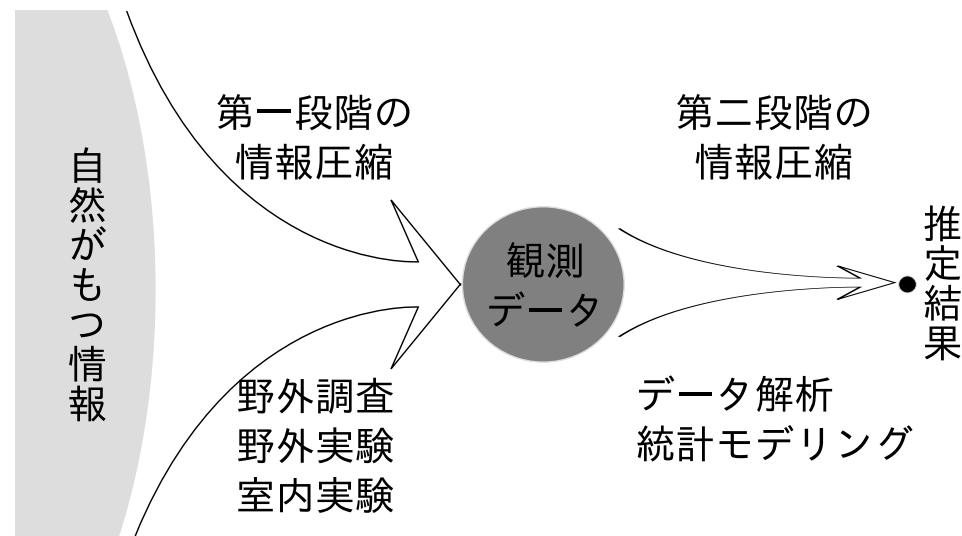 自然がもつ情報
第一段階の
情報圧縮
野外調査
野外実験
室内実験
観測
データ
第二段階の
情報圧縮
データ解析
統計モデリング
推定結果